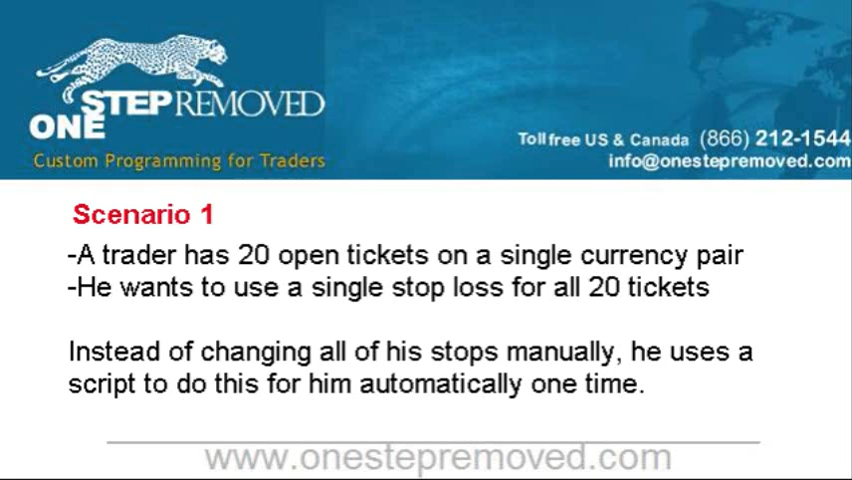 ONE STEP REMOVED
Custom Programming for Traders
Toll free US & Canada (866) 212-1544
info@onestepremoved.com
Scenario 1
-A trader has 20 open tickets on a single currency pair
-He wants to use a single stop loss for all 20 tickets
Instead of changing all of his stops manually, he uses a
script to do this for him automatically one time.
www.onestepremoved.com